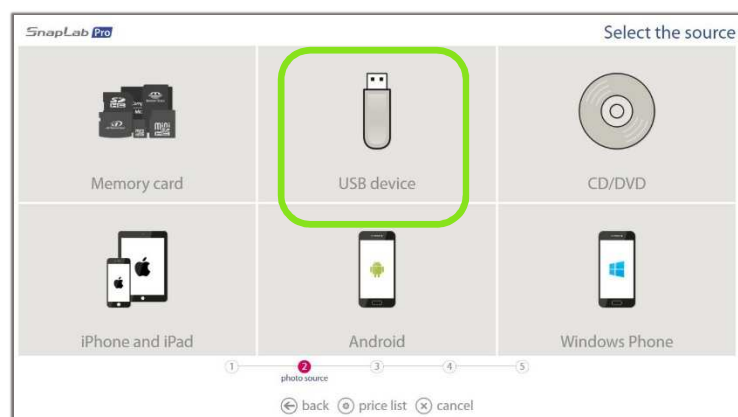 SnapLab Pro
Select the source
Memory card
USB device
CD/DVD
iPhone and iPad
Android
Windows Phone
1 2 3 4 5
photo source
back price list cancel